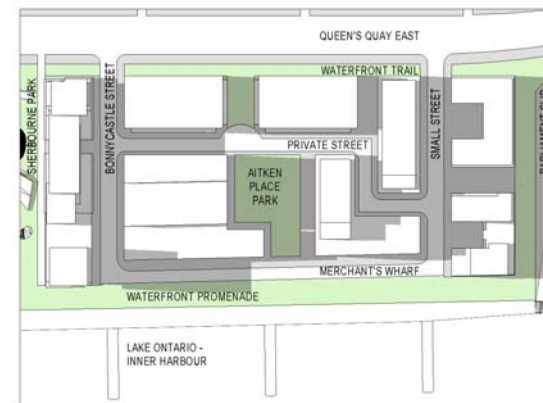 QUEEN'S QUAY EAST
WATERFRONT TRAIL
SHERBOURNE PARK
BONNYCASTLE STREET
SMALL STREET
PRIVATE STREET
AITKEN
PLACE
PARK
MERCHANT'S WHARF
WATERFRONT PROMENADE
LAKE ONTARIO -
INNER HARBOUR